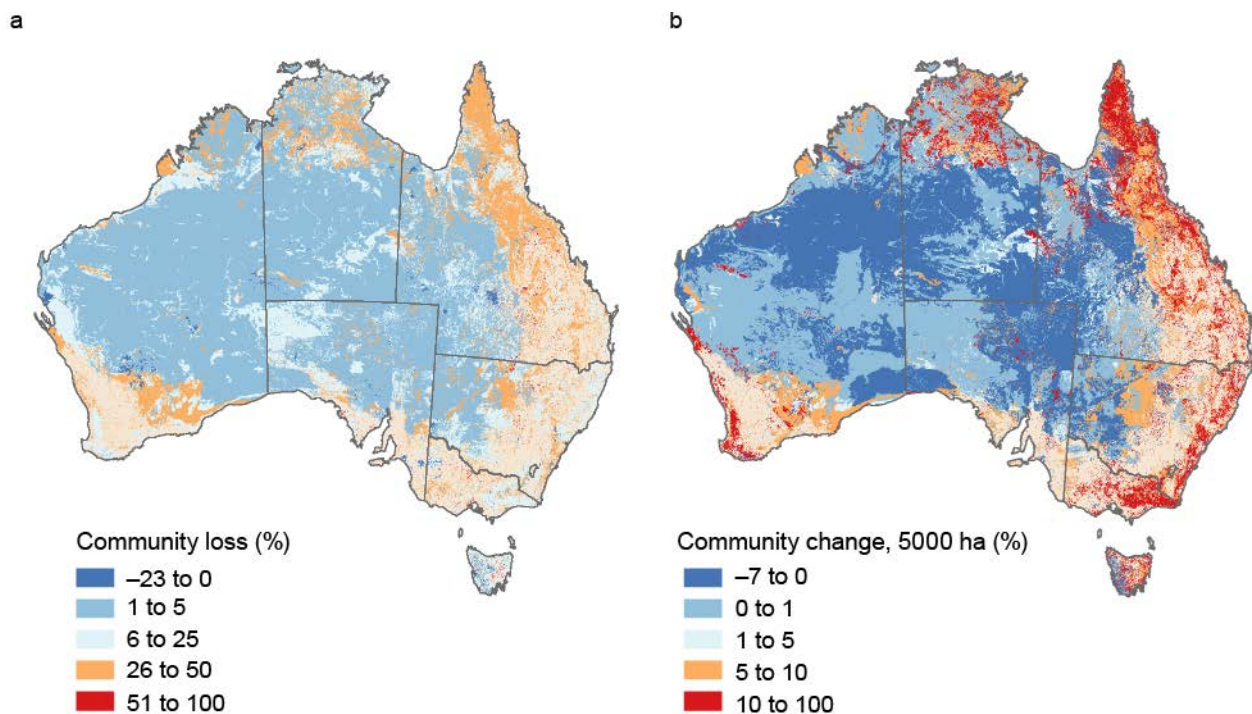 a
b
Community loss (%)
–23 to 0
1 to 5
6 to 25
26 to 50
51 to 100
Community change, 5000 ha (%)
–7 to 0
0 to 1
1 to 5
5 to 10
10 to 100